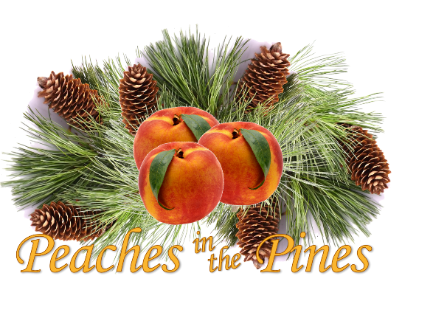 Peaches in the Pines